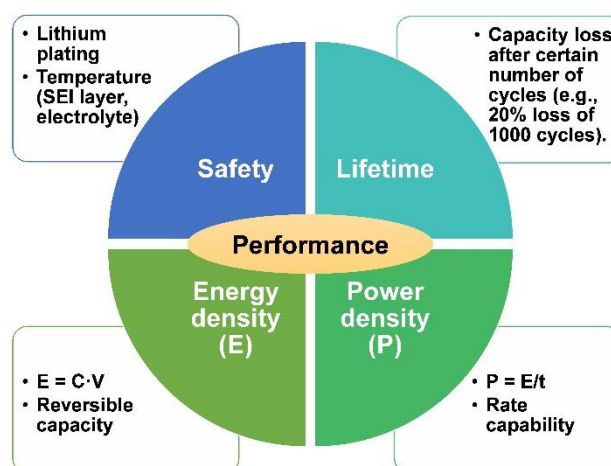 • Lithium
plating
• Temperature
(SEI layer,
electrolyte)
• Capacity loss
after certain
number of
cycles (e.g.,
20% loss of
1000 cycles).
Safety
Lifetime
Performance
Energy
density
(E)
Power
density
(P)
• E = C·V
• Reversible
capacity
• P = E/t
• Rate
capability